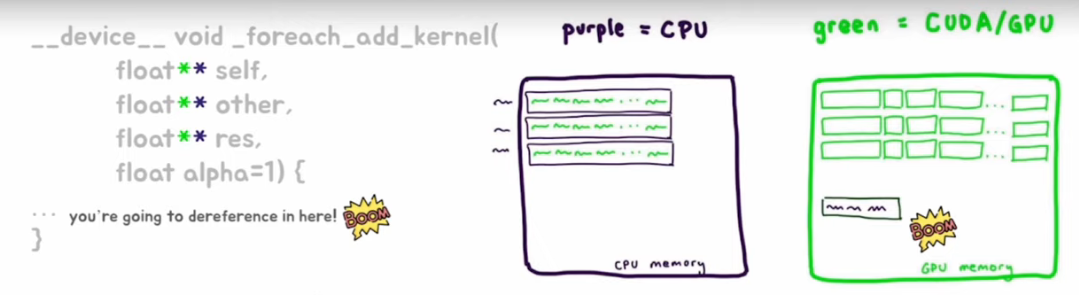 __device__ void _foreach_add_kernel(
float** self,
float** other,
float** res,
float alpha=1) {
... you're going to dereference in here! BOOM
}
purple = CPU
CPU memory
green = CUDA/GPU
...
...
...
BOOM
GPU memory